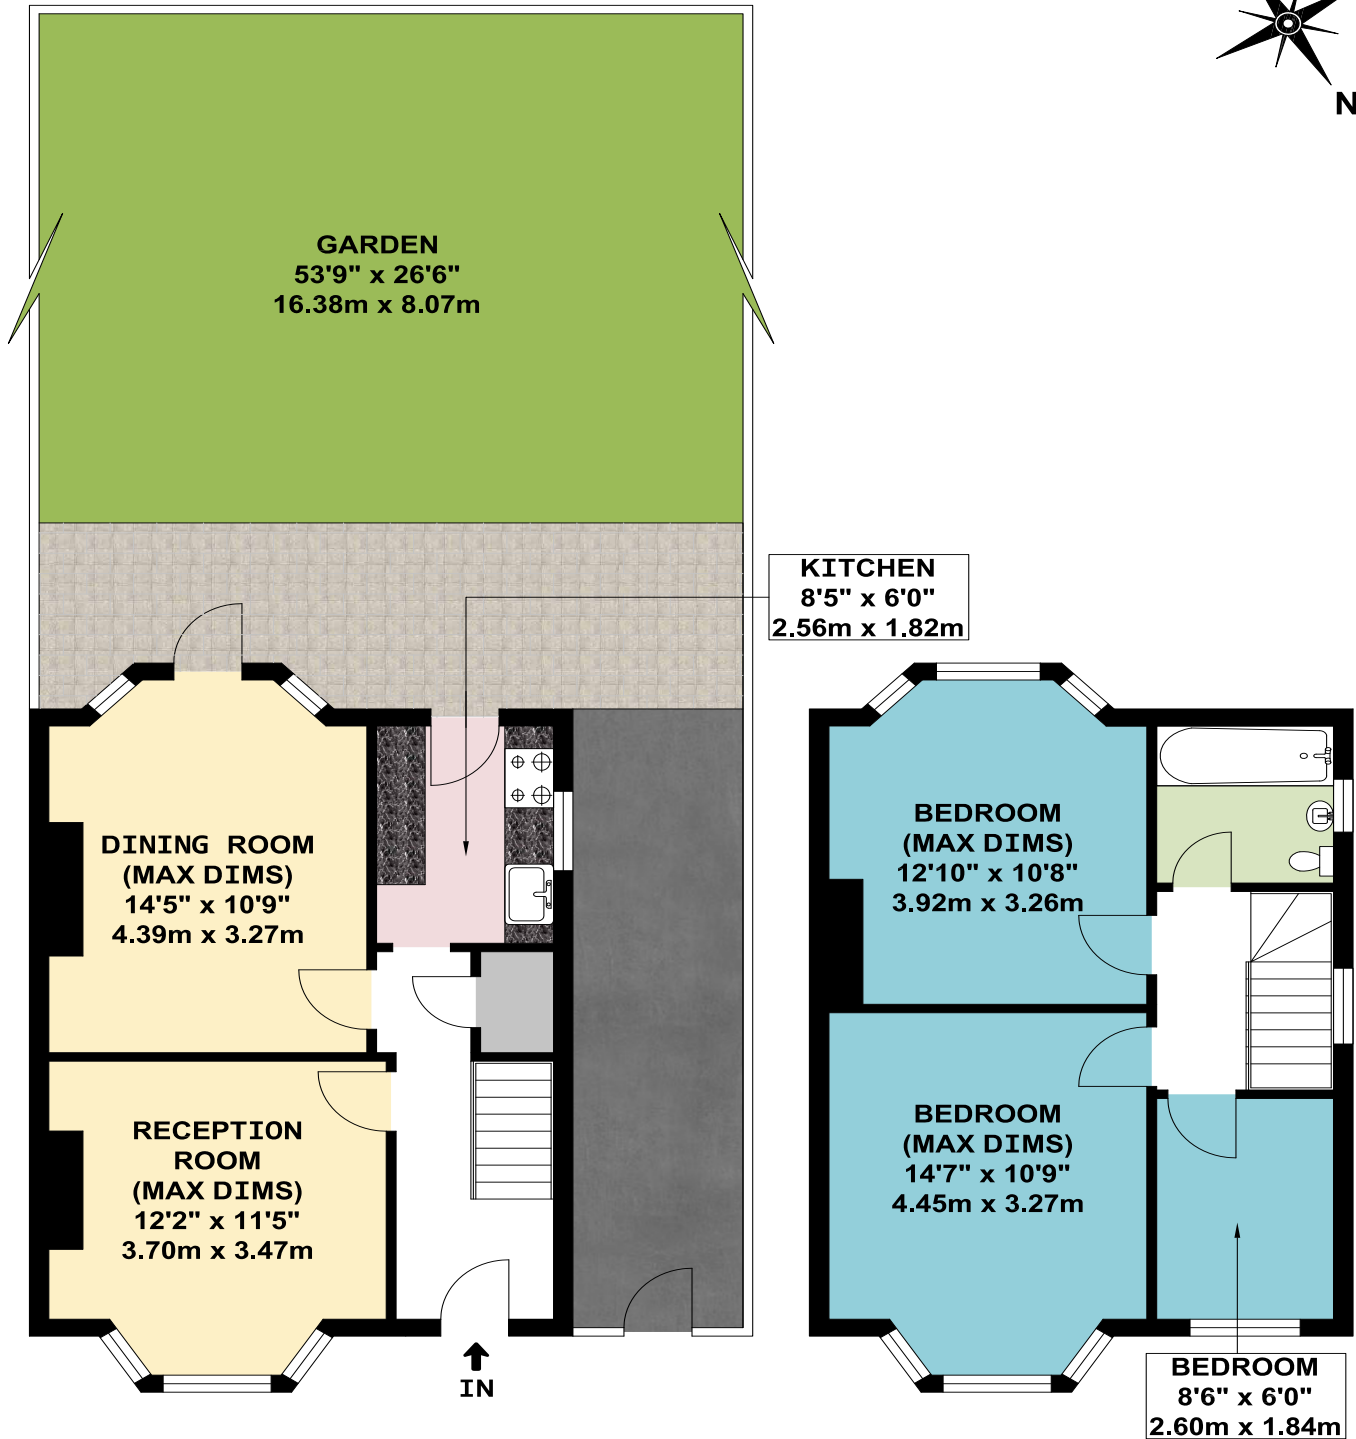 N
GARDEN
53'9" x 26'6"
16.38m x 8.07m
KITCHEN
8'5" x 6'0"
2.56m x 1.82m
DINING ROOM
(MAX DIMS)
14'5" x 10'9"
4.39m x 3.27m
BEDROOM
(MAX DIMS)
12'10" x 10'8"
3.92m x 3.26m
RECEPTION
ROOM
(MAX DIMS)
12'2" x 11'5"
3.70m x 3.47m
BEDROOM
(MAX DIMS)
14'7" x 10'9"
4.45m x 3.27m
IN
BEDROOM
8'6" x 6'0"
2.60m x 1.84m